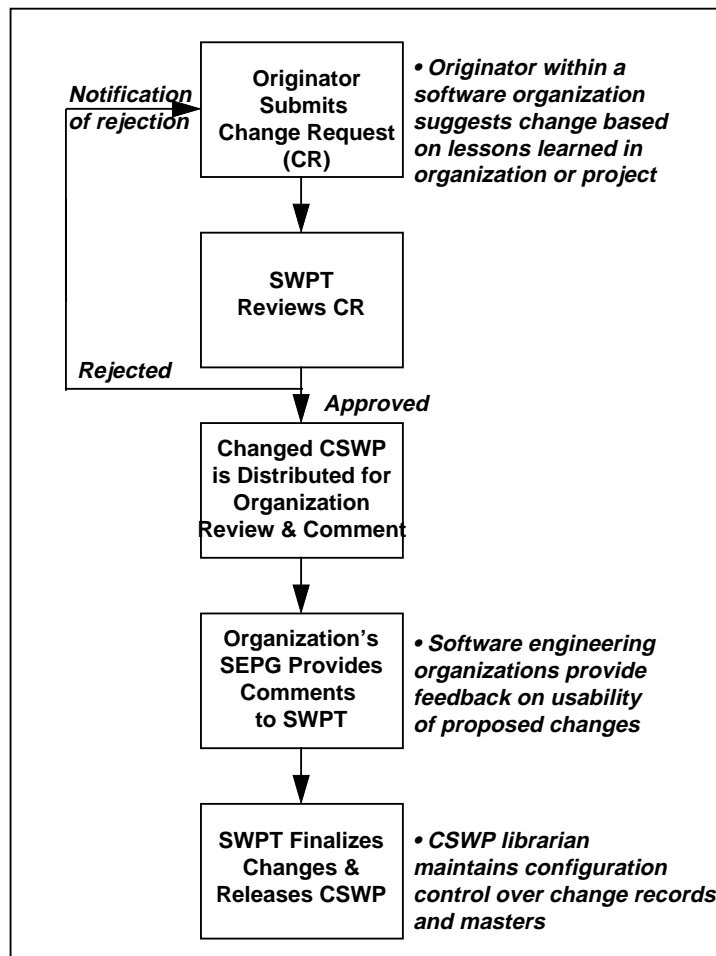 Originator
Submits
Change Request
(CR)
Notification
of rejection
• Originator within a
software organization
suggests change based
on lessons learned in
organization or project
SWPT
Reviews CR
Rejected
Approved
Changed CSWP
is Distributed for
Organization
Review & Comment
Organization's
SEPG Provides
Comments
to SWPT
• Software engineering
organizations provide
feedback on usability
of proposed changes
SWPT Finalizes
Changes &
Releases CSWP
• CSWP librarian
maintains configuration
control over change records
and masters